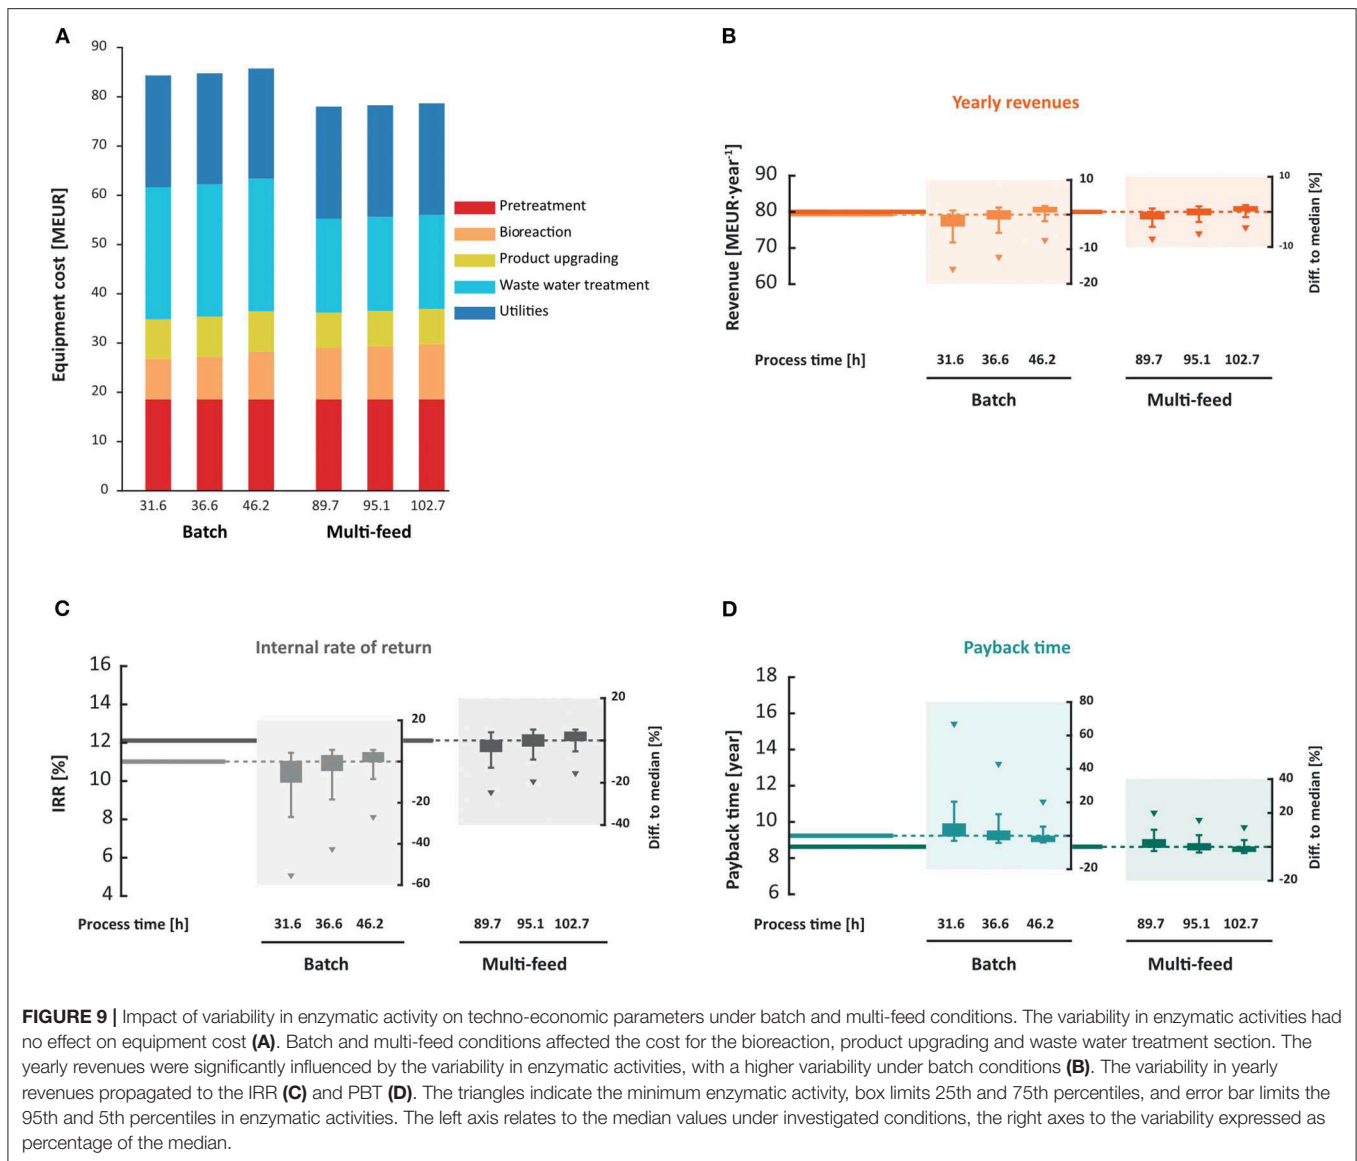 A
Equipment cost [MEUR]
90
80
70
60
50
40
30
20
10
0
31.6 36.6 46.2 89.7 95.1 102.7
Batch Multi-feed
Pretreatment
Bioreaction
Product upgrading
Waste water treatment
Utilities
B
Yearly revenues
Revenue [MEUR·year-1]
90
80
70
60
10
-10
-20
10
-10
Diff. to median [%]
Process time [h] 31.6 36.6 46.2 89.7 95.1 102.7
Batch Multi-feed
C
Internal rate of return
IRR [%]
16
14
12
10
8
6
4
20
-20
-40
-60
20
-20
-40
Diff. to median [%]
Process time [h] 31.6 36.6 46.2 89.7 95.1 102.7
Batch Multi-feed
D
Payback time
Payback time [year]
18
16
14
12
10
8
6
80
60
40
20
-20
40
20
-20
Diff. to median [%]
Process time [h] 31.6 36.6 46.2 89.7 95.1 102.7
Batch Multi-feed
FIGURE 9 | Impact of variability in enzymatic activity on techno-economic parameters under batch and multi-feed conditions. The variability in enzymatic activities had
no effect on equipment cost (A). Batch and multi-feed conditions affected the cost for the bioreaction, product upgrading and waste water treatment section. The
yearly revenues were significantly influenced by the variability in enzymatic activities, with a higher variability under batch conditions (B). The variability in yearly
revenues propagated to the IRR (C) and PBT (D). The triangles indicate the minimum enzymatic activity, box limits 25th and 75th percentiles, and error bar limits the
95th and 5th percentiles in enzymatic activities. The left axis relates to the median values under investigated conditions, the right axes to the variability expressed as
percentage of the median.